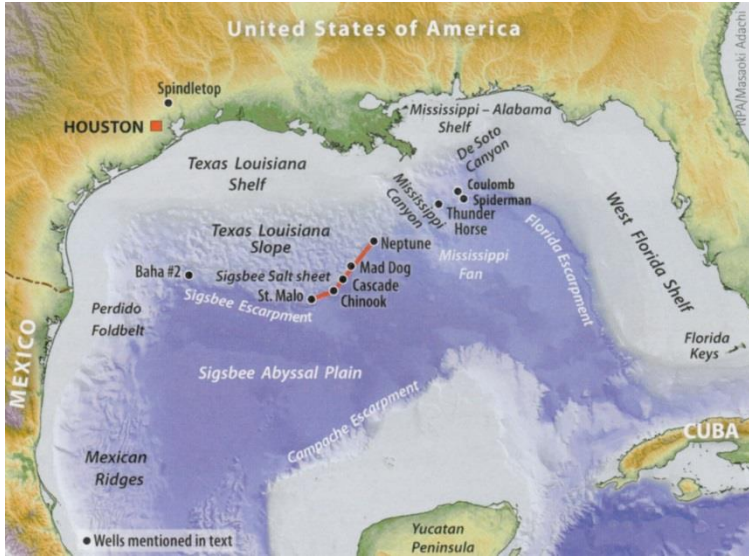 United States of America
NPA/Masaoki Adachi
Spindletop
HOUSTON
Mississippi – Alabama
Shelf
De Soto
Canyon
Texas Louisiana
Shelf
Mississippi
Canyon
Coulomb
Spiderman
Thunder
Horse
West Florida Shelf
Texas Louisiana
Slope
Neptune
Mississippi
Fan
Florida Escarpment
Baha #2
Sigsbee Salt sheet
Mad Dog
Cascade
St. Malo
Chinook
Sigsbee Escarpment
Perdido
Foldbelt
MEXICO
Florida
Keys
Sigsbee Abyssal Plain
Campache Escarpment
CUBA
Mexican
Ridges
Wells mentioned in text
Yucatan
Peninsula